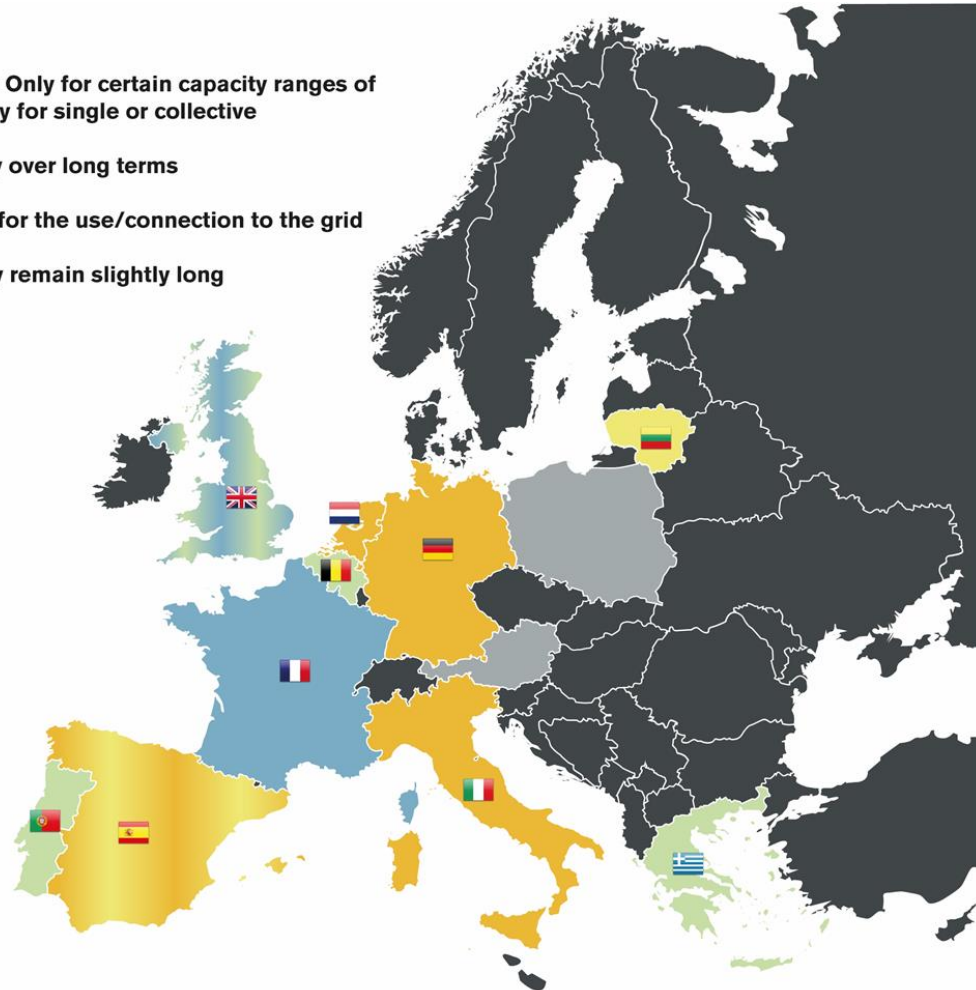 Only for certain capacity ranges of
for single or collective
over long terms
for the use/connection to the grid
remain slightly long